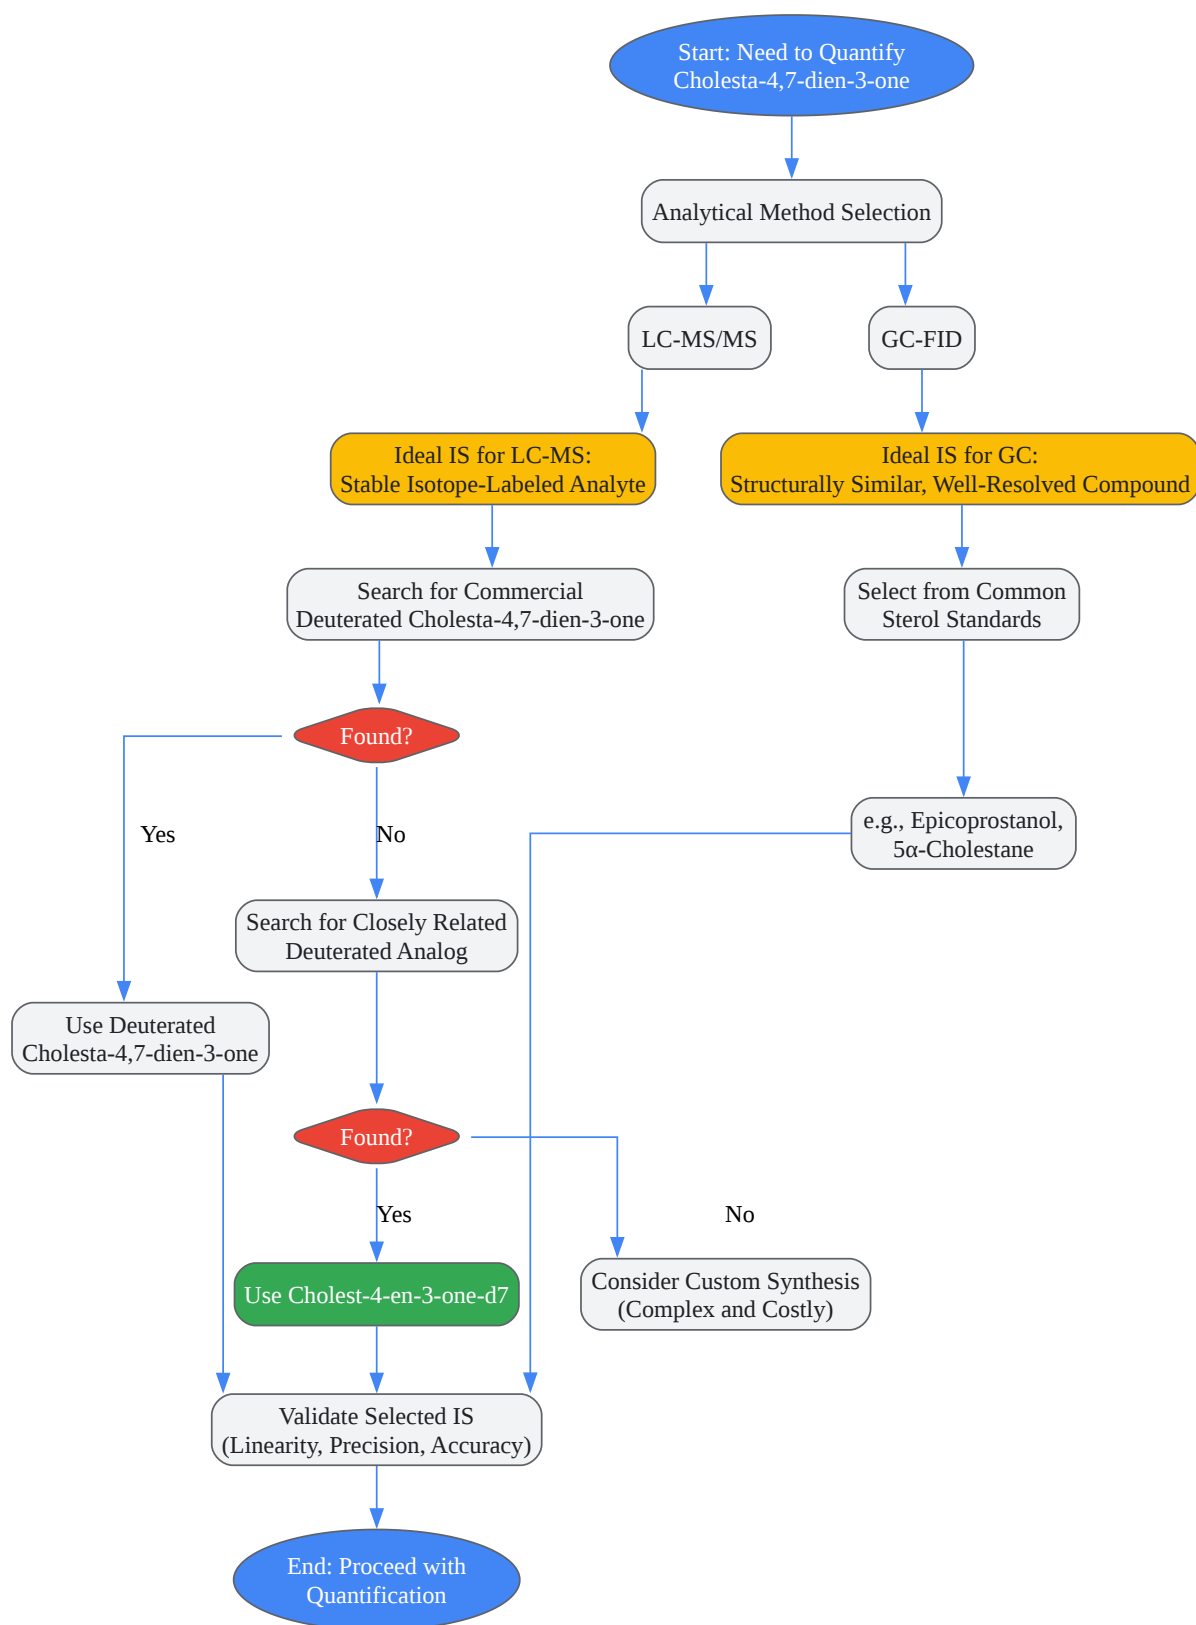 Start: Need to Quantify
Cholesta-4,7-dien-3-one
Analytical Method Selection
LC-MS/MS
GC-FID
Ideal IS for LC-MS:
Stable Isotope-Labeled Analyte
Ideal IS for GC:
Structurally Similar, Well-Resolved Compound
Search for Commercial
Deuterated Cholesta-4,7-dien-3-one
Select from Common
Sterol Standards
Found?
Yes
No
e.g., Epicoprostanol,
5α-Cholestane
Search for Closely Related
Deuterated Analog
Use Deuterated
Cholesta-4,7-dien-3-one
Found?
Yes
No
Use Cholest-4-en-3-one-d7
Consider Custom Synthesis
(Complex and Costly)
Validate Selected IS
(Linearity, Precision, Accuracy)
End: Proceed with
Quantification